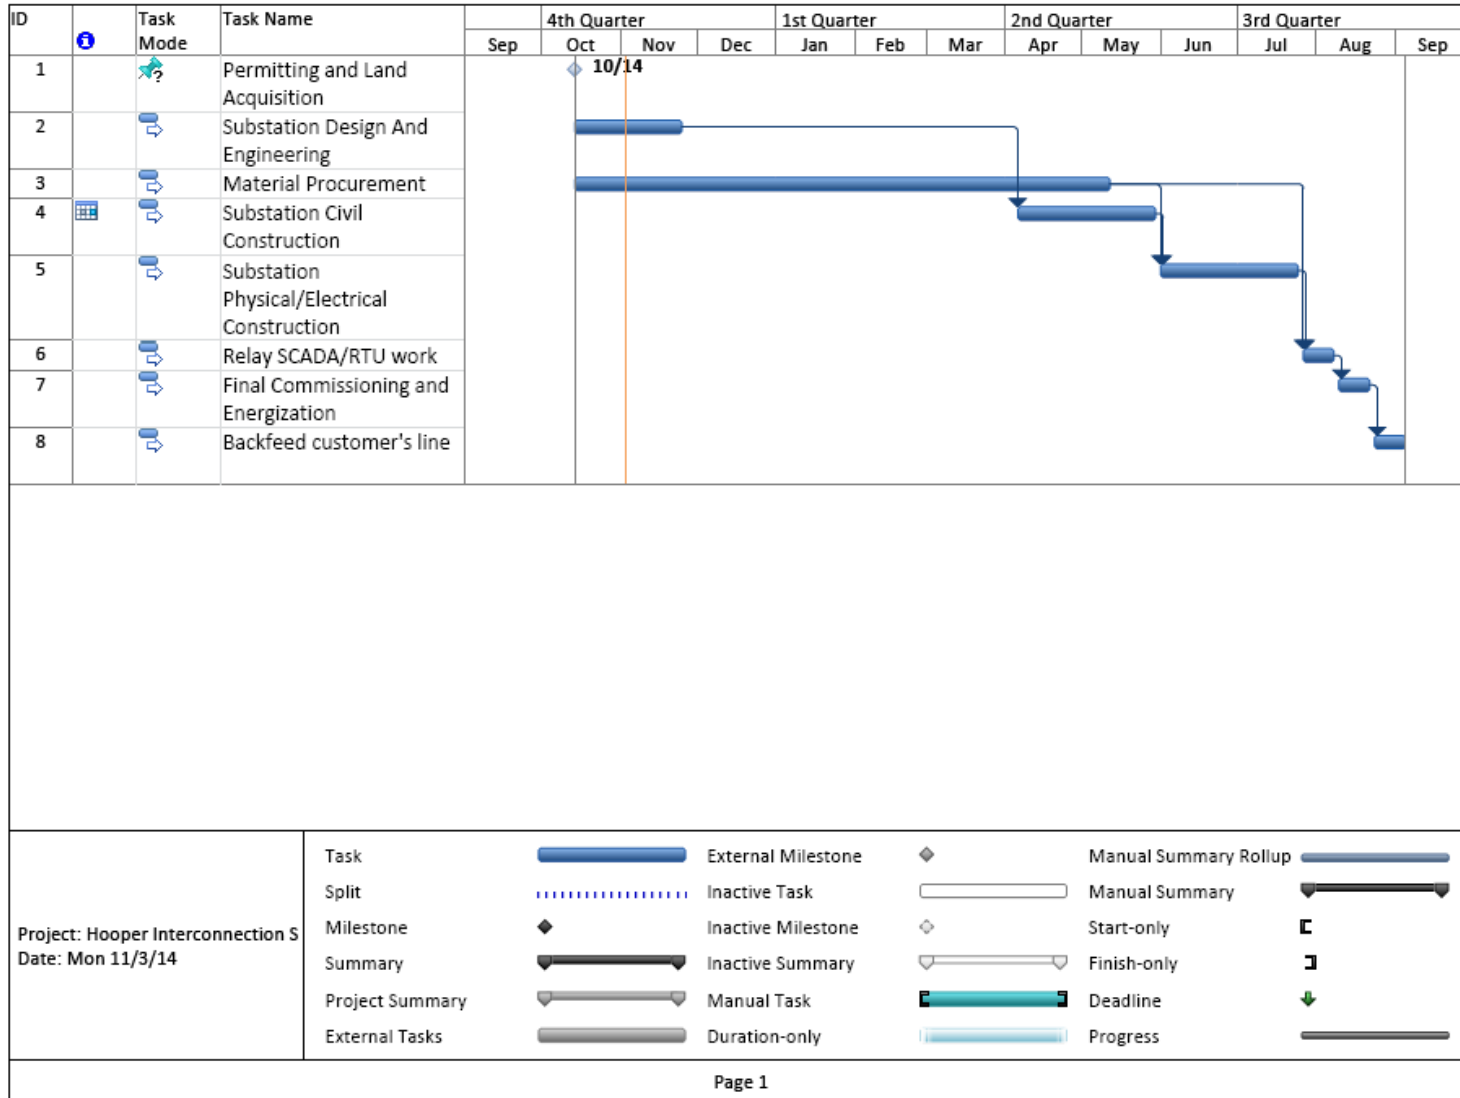 ID Task Task Name 4th Quarter 1st Quarter 2nd Quarter 3rd Quarter
Mode Sep Oct Nov Dec Jan Feb Mar Apr May Jun Jul Aug Sep
1 Permitting and Land 10/14
Acquisition
2 Substation Design And
Engineering
3 Material Procurement
4 Substation Civil
Construction
5 Substation
Physical/Electrical
Construction
6 Relay SCADA/RTU work
7 Final Commissioning and
Energization
8 Backfeed customer's line
Project: Hooper Interconnection S
Date: Mon 11/3/14
Task External Milestone Manual Summary Rollup
Split Inactive Task Manual Summary
Milestone Inactive Milestone Start-only
Summary Inactive Summary Finish-only
Project Summary Manual Task Deadline
External Tasks Duration-only Progress
Page 1